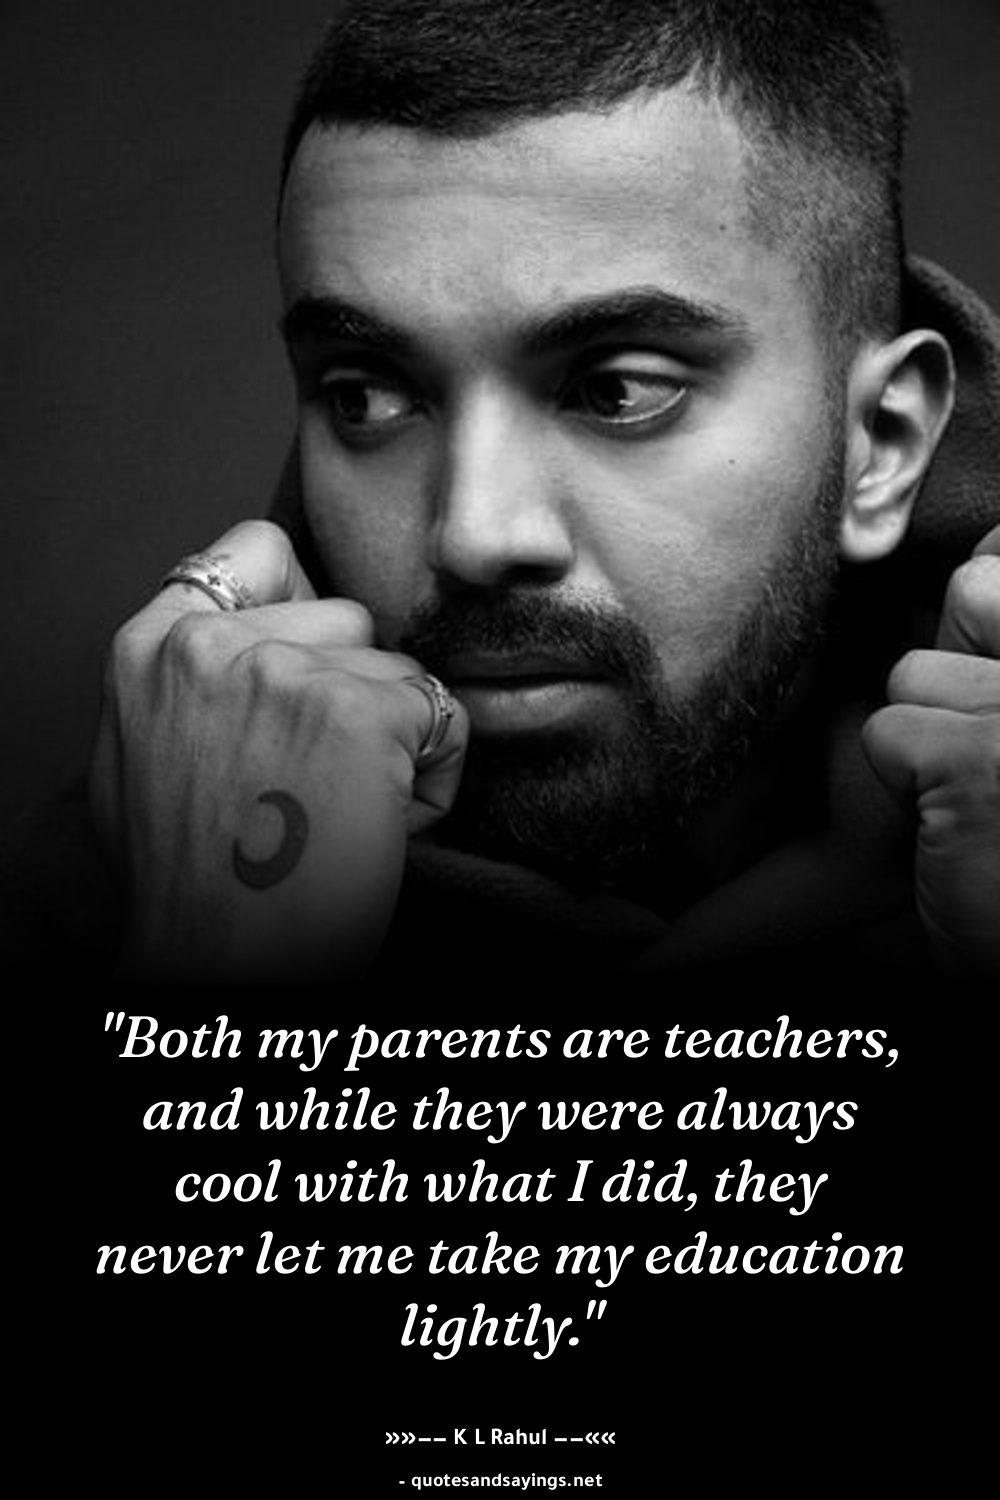 "Both my parents are teachers,
and while they were always
cool with what I did, they
never let me take my education
lightly."
»»−− K L Rahul −−««
- quotesandsayings.net